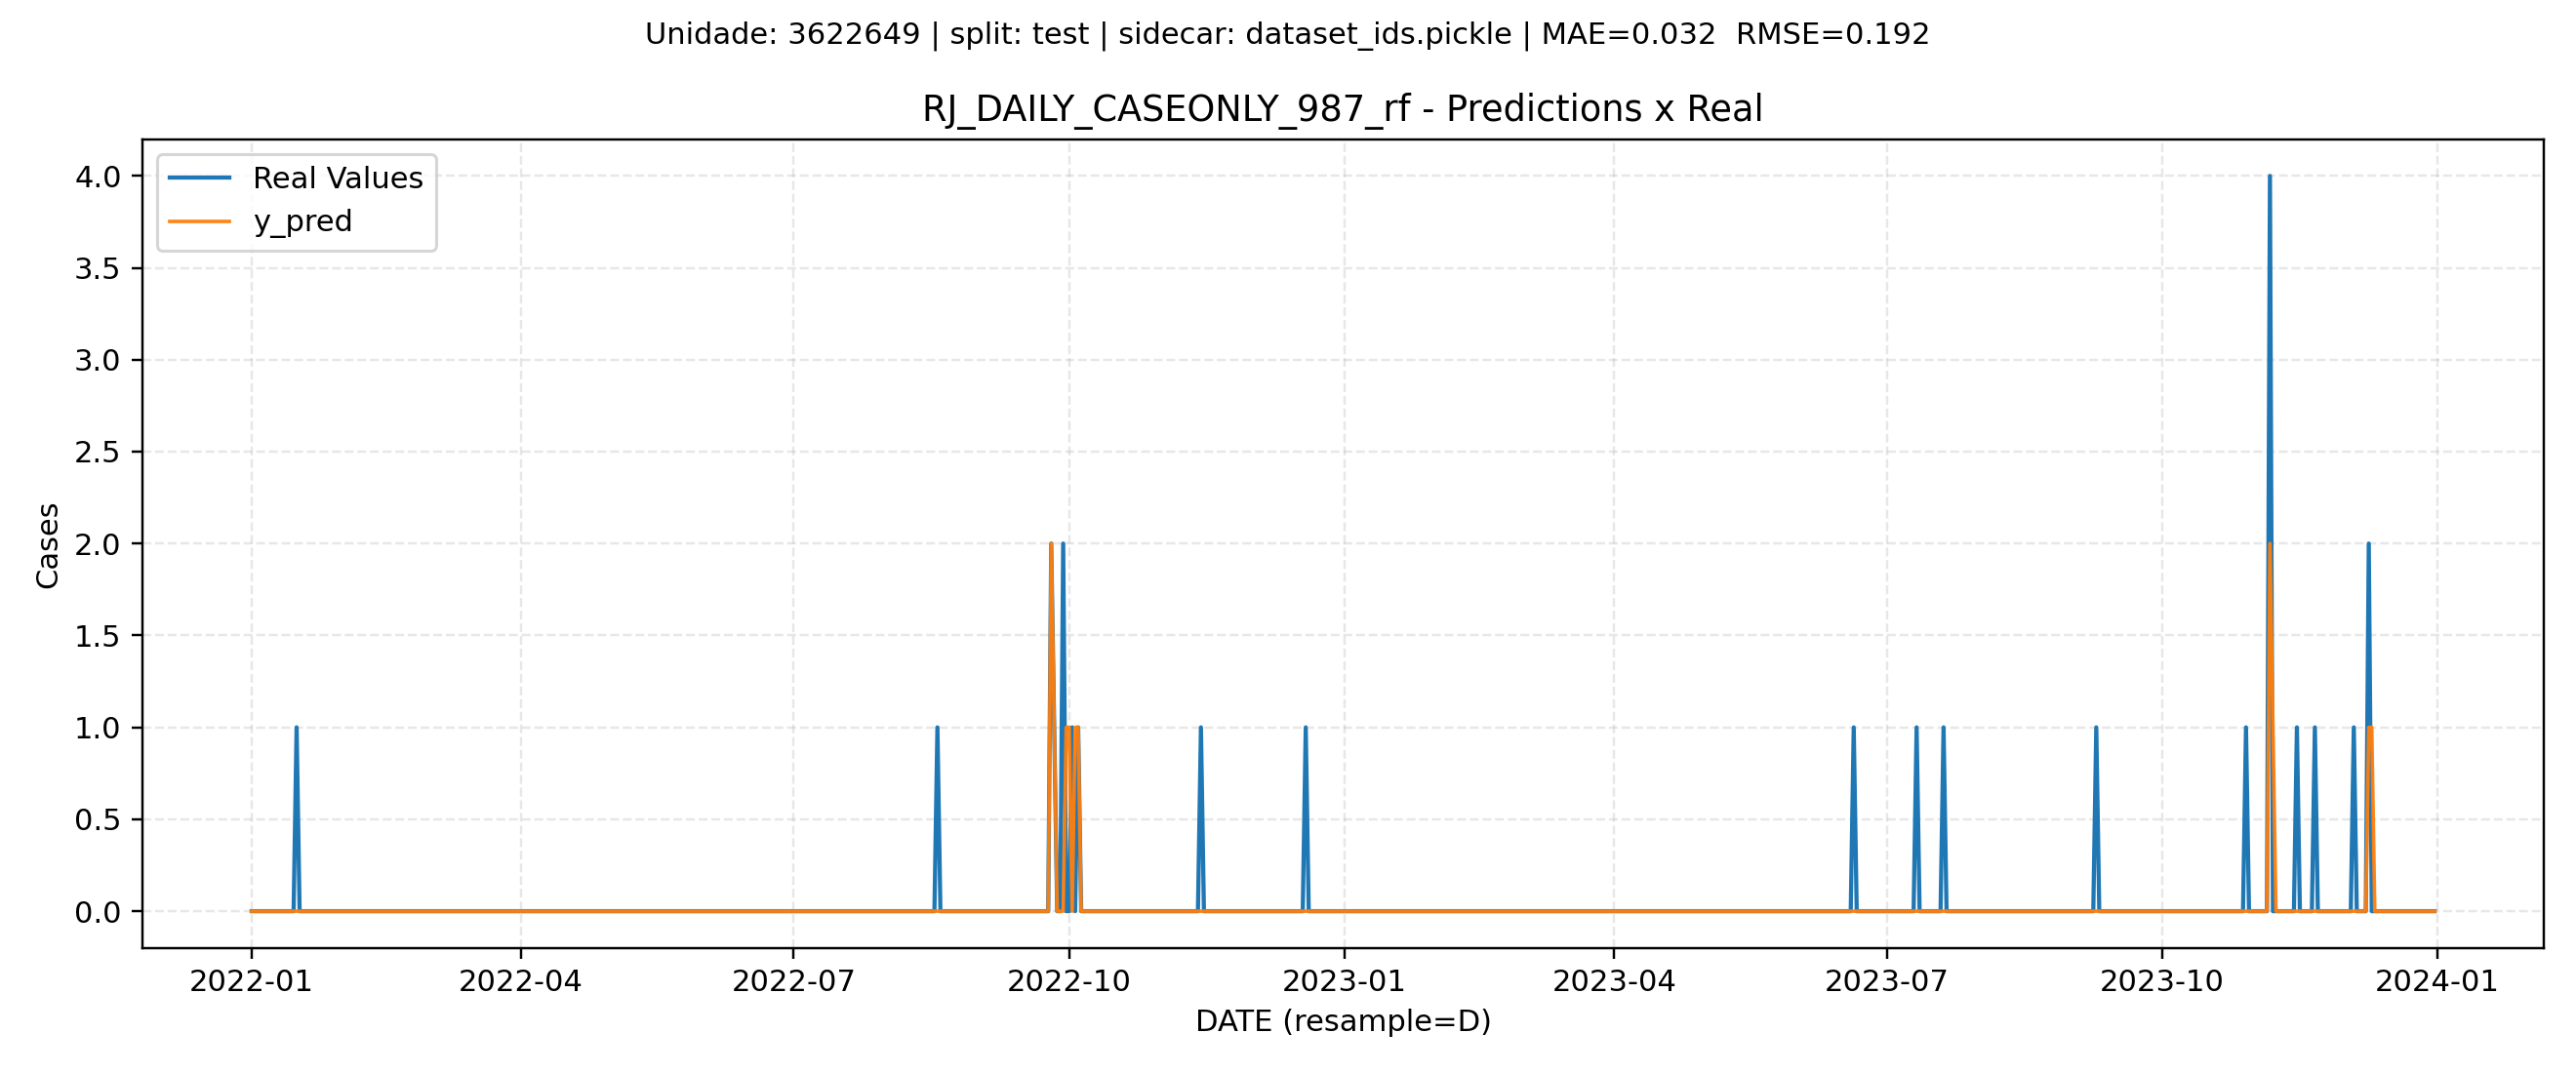 Unidade: 3622649 | split: test | sidecar: dataset_ids.pickle | MAE=0.032  RMSE=0.192
RJ_DAILY_CASEONLY_987_rf - Predictions x Real
Real Values
y_pred
4.0
3.5
3.0
2.5
2.0
1.5
1.0
0.5
0.0
Cases
2022-01 2022-04 2022-07 2022-10 2023-01 2023-04 2023-07 2023-10 2024-01
DATE (resample=D)